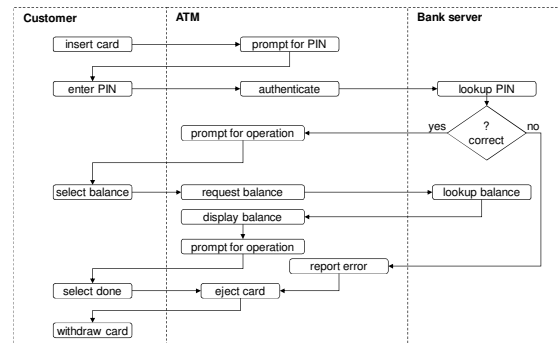 Customer
ATM
Bank server
insert card
prompt for PIN
enter PIN
authenticate
lookup PIN
prompt for operation
yes
?
correct
no
select balance
request balance
lookup balance
display balance
prompt for operation
report error
select done
eject card
withdraw card